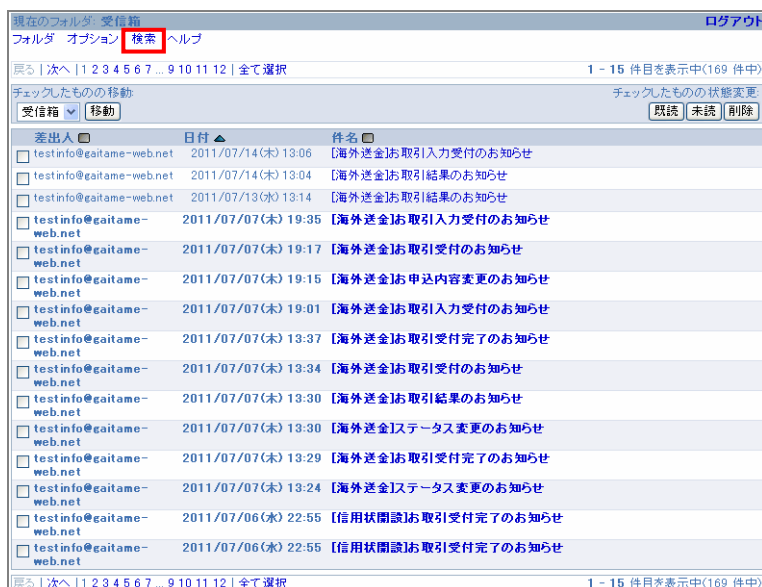 現在のフォルダ: 受信箱 ログアウト
フォルダ オプション 検索 ヘルプ
戻る | 次へ | 1 2 3 4 5 6 7 ... 9 10 11 12 | 全て選択 1 - 15 件目を表示中(169 件中)
チェックしたものの移動: チェックしたものの状態変更:
受信箱 移動 既読 未読 削除
差出人 日付 件名
testinfo@gaitame-web.net 2011/07/14(木) 13:06 [海外送金]お取引入力受付のお知らせ
testinfo@gaitame-web.net 2011/07/14(木) 13:04 [海外送金]お取引結果のお知らせ
testinfo@gaitame-web.net 2011/07/13(水) 13:14 [海外送金]お取引結果のお知らせ
testinfo@gaitame- 2011/07/07(木) 19:35 [海外送金]お取引入力受付のお知らせ
web.net
testinfo@gaitame- 2011/07/07(木) 19:17 [海外送金]お取引受付のお知らせ
web.net
testinfo@gaitame- 2011/07/07(木) 19:15 [海外送金]お申込内容変更のお知らせ
web.net
testinfo@gaitame- 2011/07/07(木) 19:01 [海外送金]お取引入力受付のお知らせ
web.net
testinfo@gaitame- 2011/07/07(木) 13:37 [海外送金]お取引受付完了のお知らせ
web.net
testinfo@gaitame- 2011/07/07(木) 13:34 [海外送金]お取引受付のお知らせ
web.net
testinfo@gaitame- 2011/07/07(木) 13:30 [海外送金]お取引結果のお知らせ
web.net
testinfo@gaitame- 2011/07/07(木) 13:30 [海外送金]ステータス変更のお知らせ
web.net
testinfo@gaitame- 2011/07/07(木) 13:29 [海外送金]お取引受付完了のお知らせ
web.net
testinfo@gaitame- 2011/07/07(木) 13:24 [海外送金]ステータス変更のお知らせ
web.net
testinfo@gaitame- 2011/07/06(水) 22:55 [信用状開設]お取引受付完了のお知らせ
web.net
testinfo@gaitame- 2011/07/06(水) 22:55 [信用状開設]お取引受付完了のお知らせ
web.net
戻る | 次へ | 1 2 3 4 5 6 7 ... 9 10 11 12 | 全て選択 1 - 15 件目を表示中(169 件中)